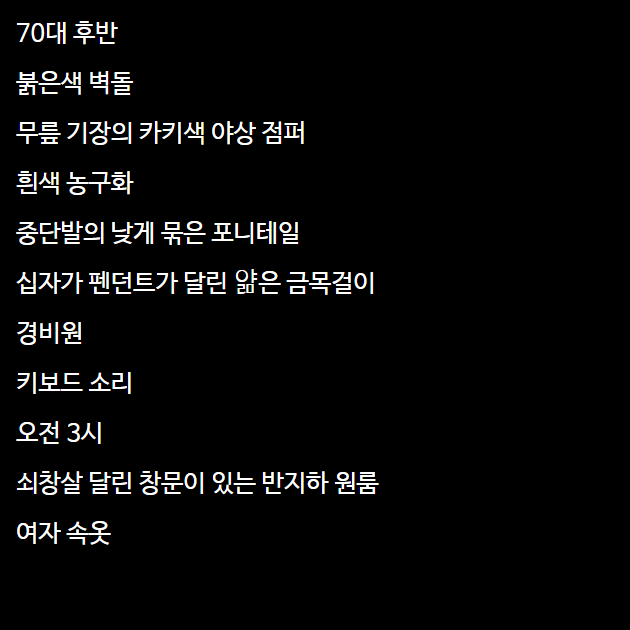 70대 후반
붉은색 벽돌
무릎 기장의 카키색 야상 점퍼
흰색 농구화
중단발의 낮게 묶은 포니테일
십자가 펜던트가 달린 얇은 금목걸이
경비원
키보드 소리
오전 3시
쇠창살 달린 창문이 있는 반지하 원룸
여자 속옷